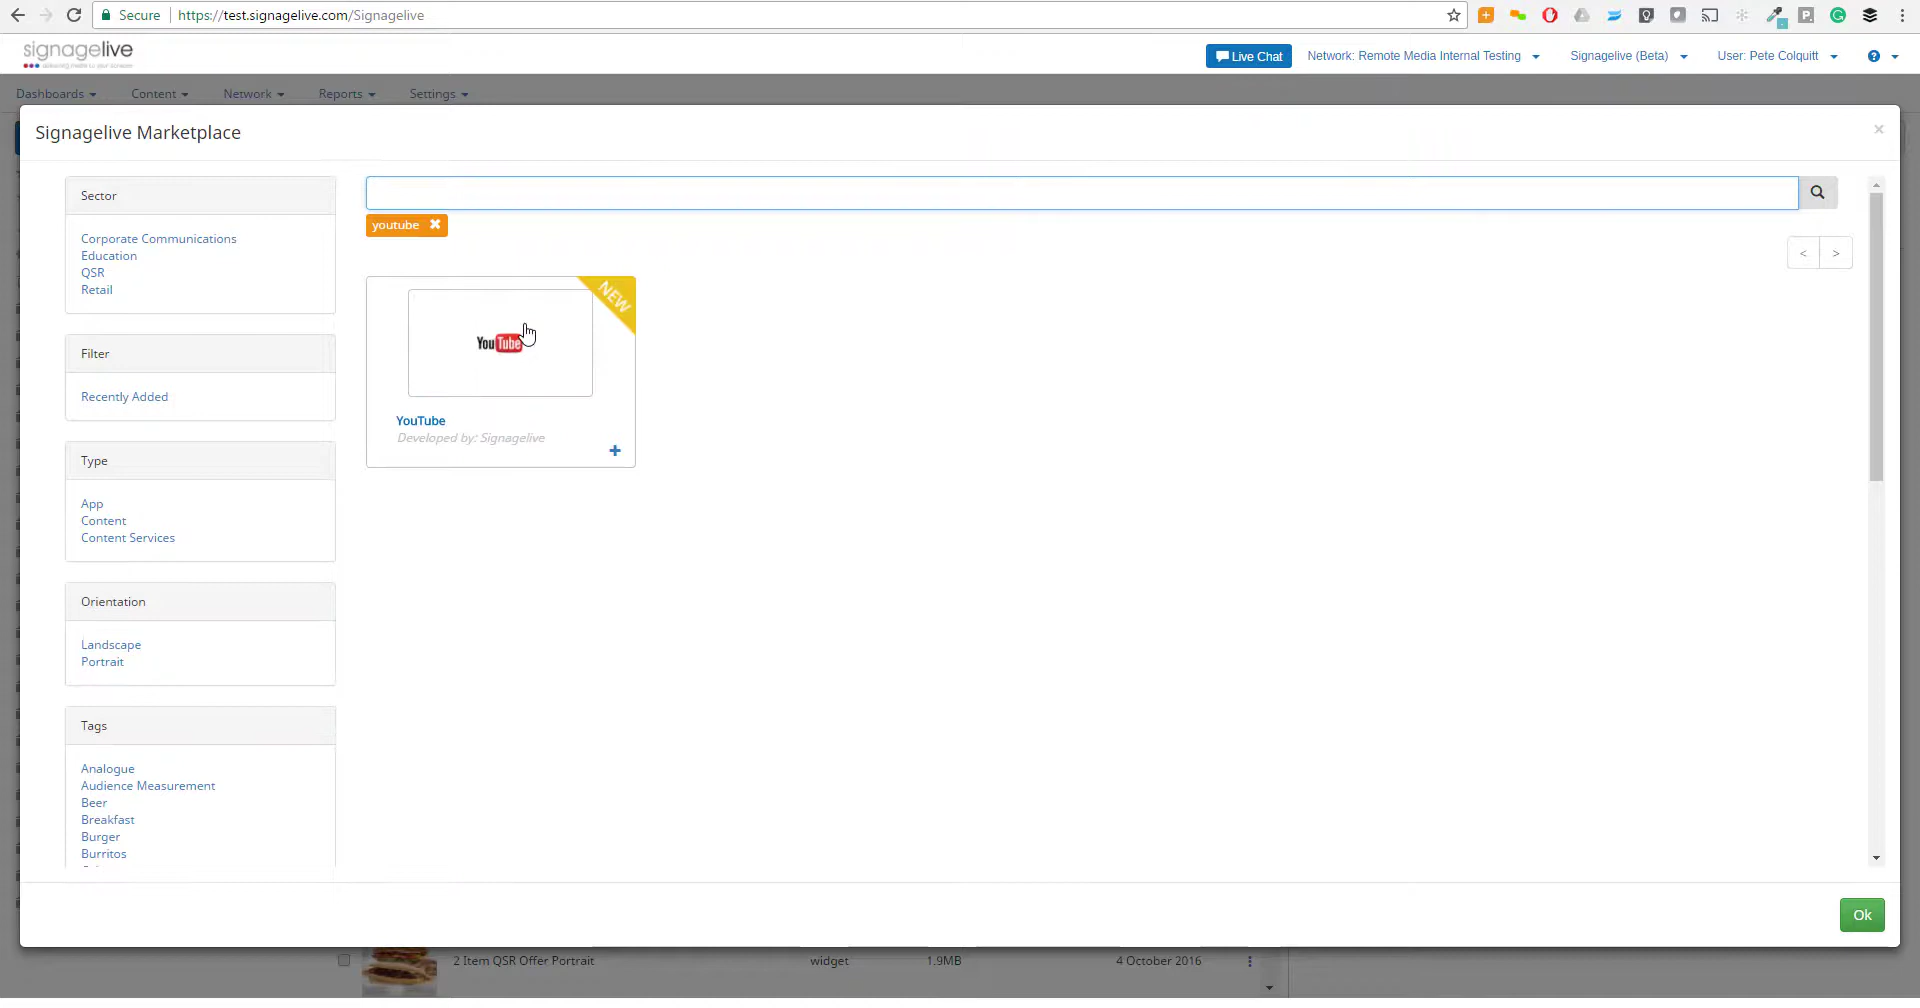 Secure https://test.signagelive.com/Signagelive
signagelive
Live Chat Network: Remote Media Internal Testing Signagelive (Beta) User: Pete Colquitt
Dashboards Content Network Reports Settings
Signagelive Marketplace
Sector
Corporate Communications
Education
QSR
Retail
youtube
< >
Filter
Recently Added
NEW
YouTube
YouTube
Developed by: Signagelive
Type
App
Content
Content Services
Orientation
Landscape
Portrait
Tags
Analogue
Audience Measurement
Beer
Breakfast
Burger
Burritos
Ok
2 Item QSR Offer Portrait widget 1.9MB 4 October 2016